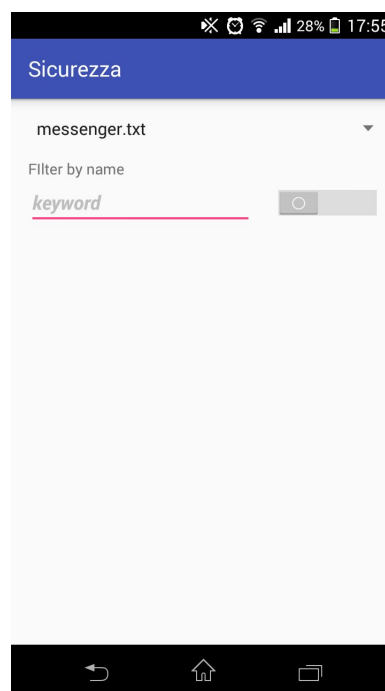 28% 17:55
Sicurezza
messenger.txt
FIlter by name
keyword